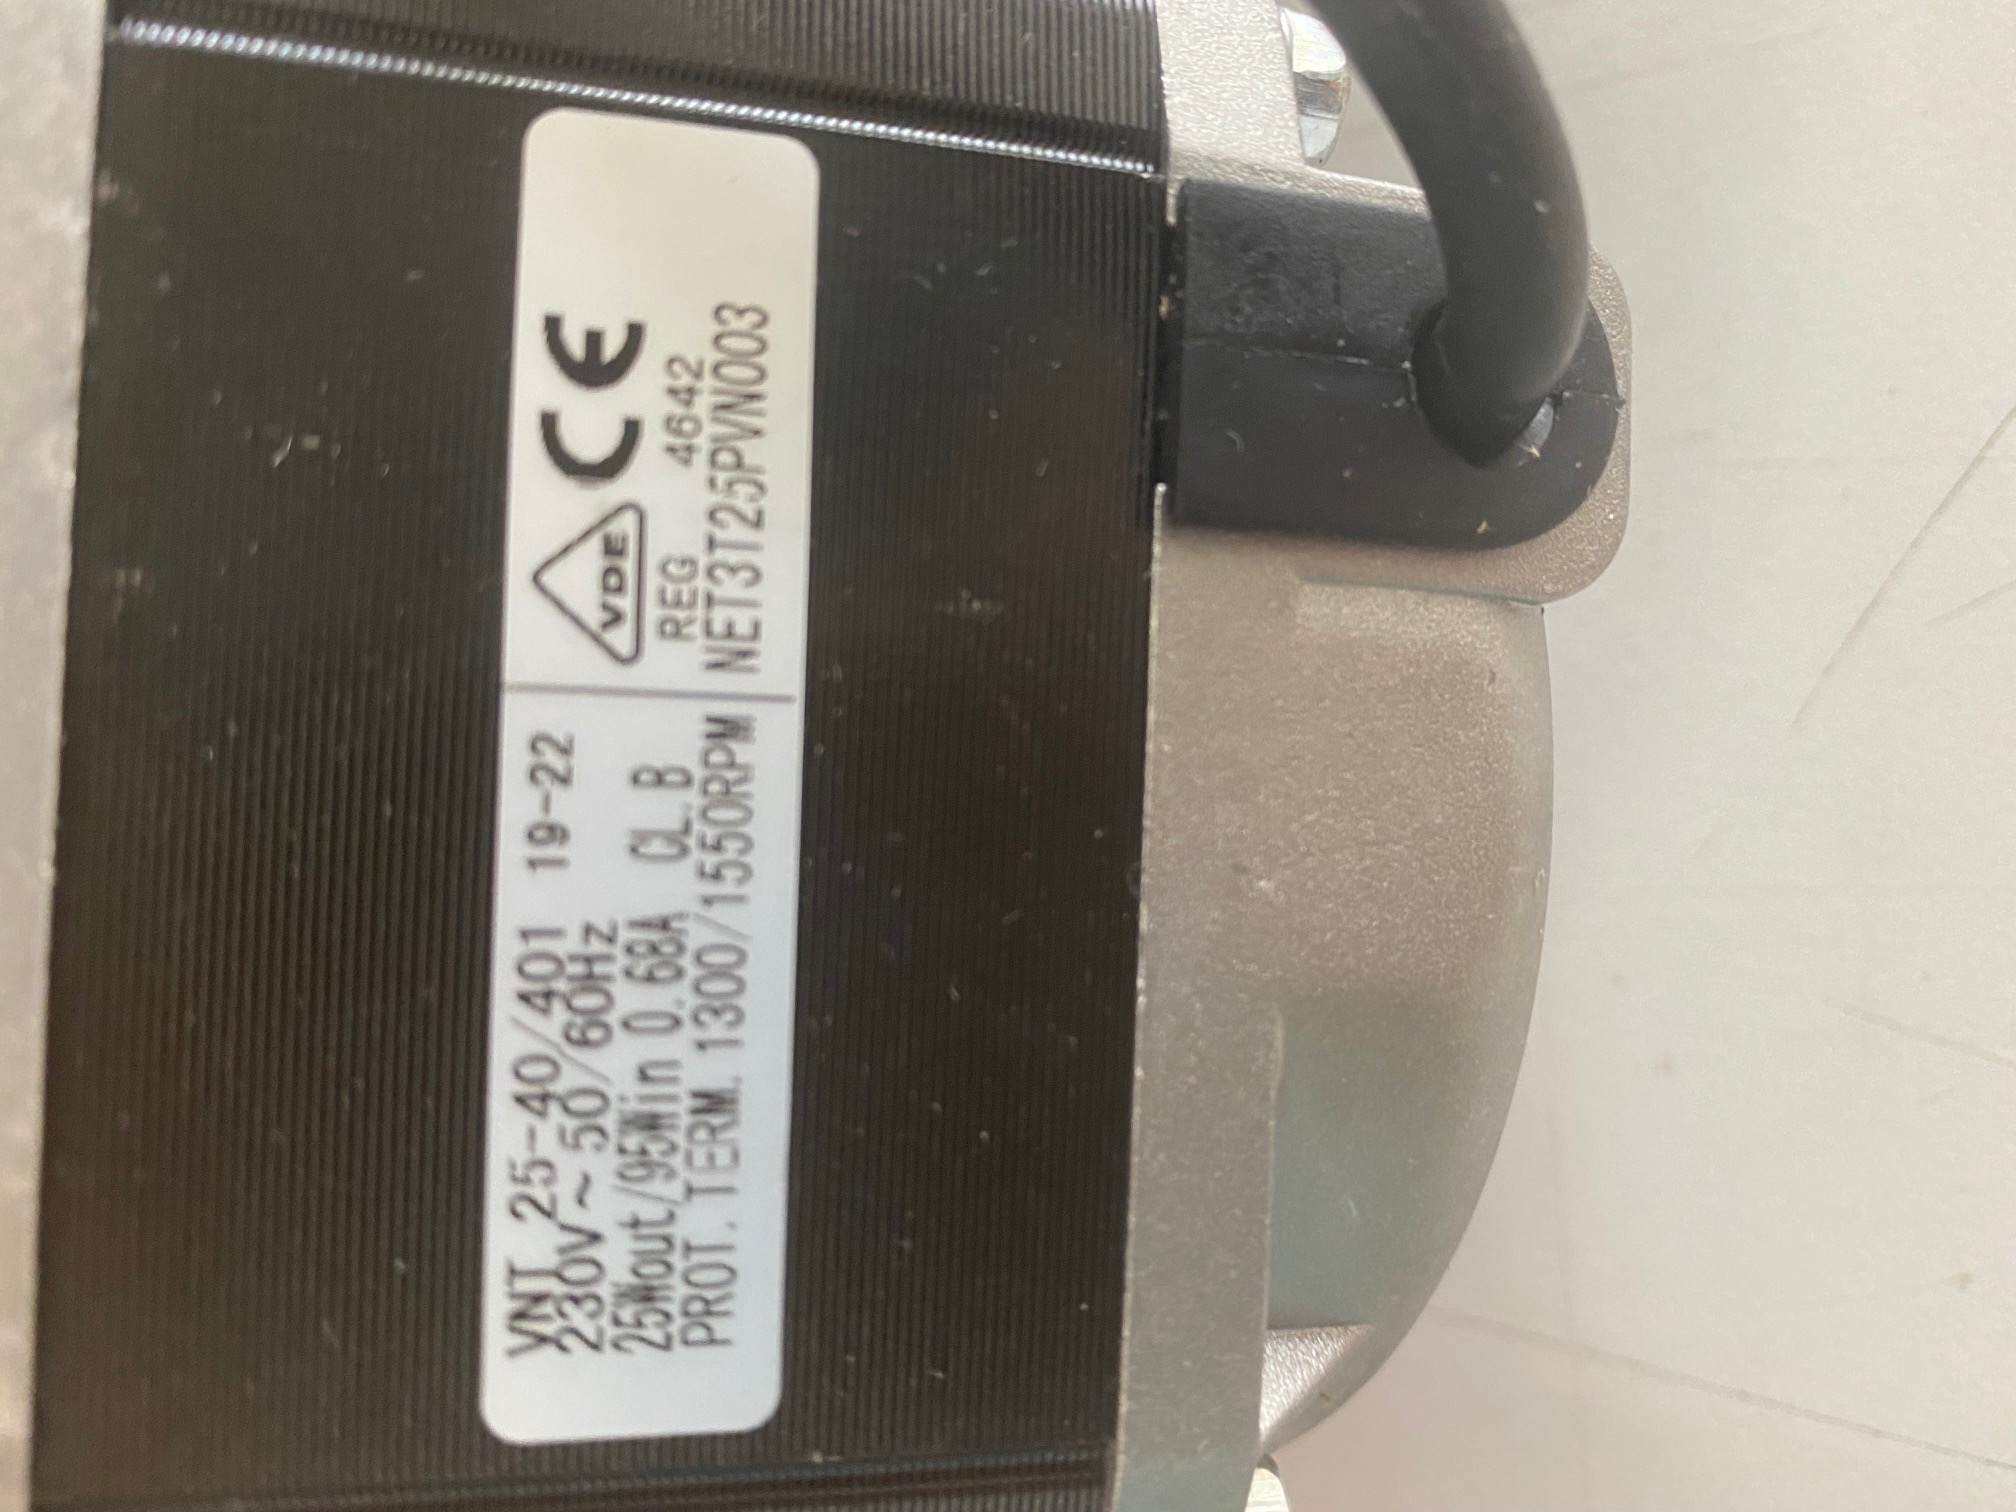 VNT 25-40/401 19-22
230V~50/60Hz
25Wout/95Win 0.68A CL.B
PROT.TERM. 1300/1550RPM
VDE CE
REG 4642
NET3T25PVN003